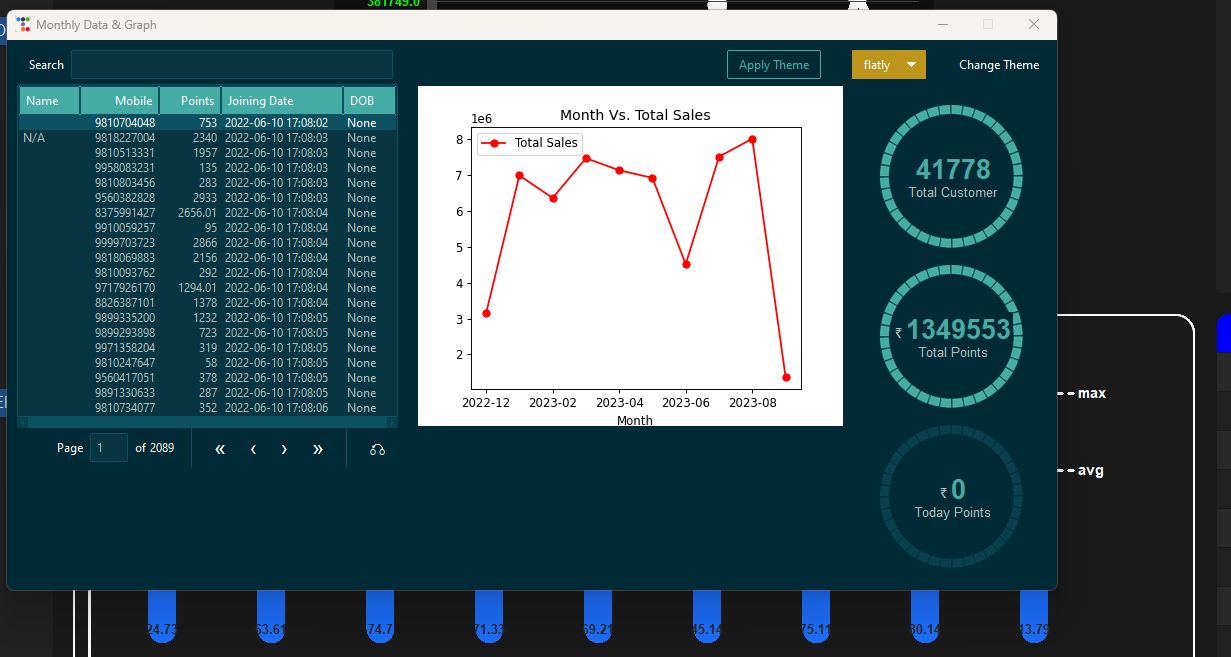 381749.0
Monthly Data & Graph
Search
Apply Theme
flatly
Change Theme
Name Mobile Points Joining Date DOB
9810704048 753 2022-06-10 17:08:02 None
N/A 9818227004 2340 2022-06-10 17:08:03 None
9810513331 1957 2022-06-10 17:08:03 None
9958083231 135 2022-06-10 17:08:03 None
9810803456 283 2022-06-10 17:08:03 None
9560382828 2933 2022-06-10 17:08:03 None
8375991427 2656.01 2022-06-10 17:08:04 None
9910059257 95 2022-06-10 17:08:04 None
9999703723 2866 2022-06-10 17:08:04 None
9818069883 2156 2022-06-10 17:08:04 None
9810093762 292 2022-06-10 17:08:04 None
9717926170 1294.01 2022-06-10 17:08:04 None
8826387101 1378 2022-06-10 17:08:04 None
9899335200 1232 2022-06-10 17:08:05 None
9899293898 723 2022-06-10 17:08:05 None
9971358204 319 2022-06-10 17:08:05 None
9810247647 58 2022-06-10 17:08:05 None
9560417051 378 2022-06-10 17:08:05 None
9891330633 287 2022-06-10 17:08:05 None
9810734077 352 2022-06-10 17:08:06 None
Page 1 of 2089 « ‹ › »
Month Vs. Total Sales
1e6
Total Sales
8
7
6
5
4
3
2
2022-12 2023-02 2023-04 2023-06 2023-08
Month
41778
Total Customer
₹ 1349553
Total Points
₹ 0
Today Points
max
avg
24.73 63.61 74.7 71.33 69.21 45.14 75.11 80.14 13.79